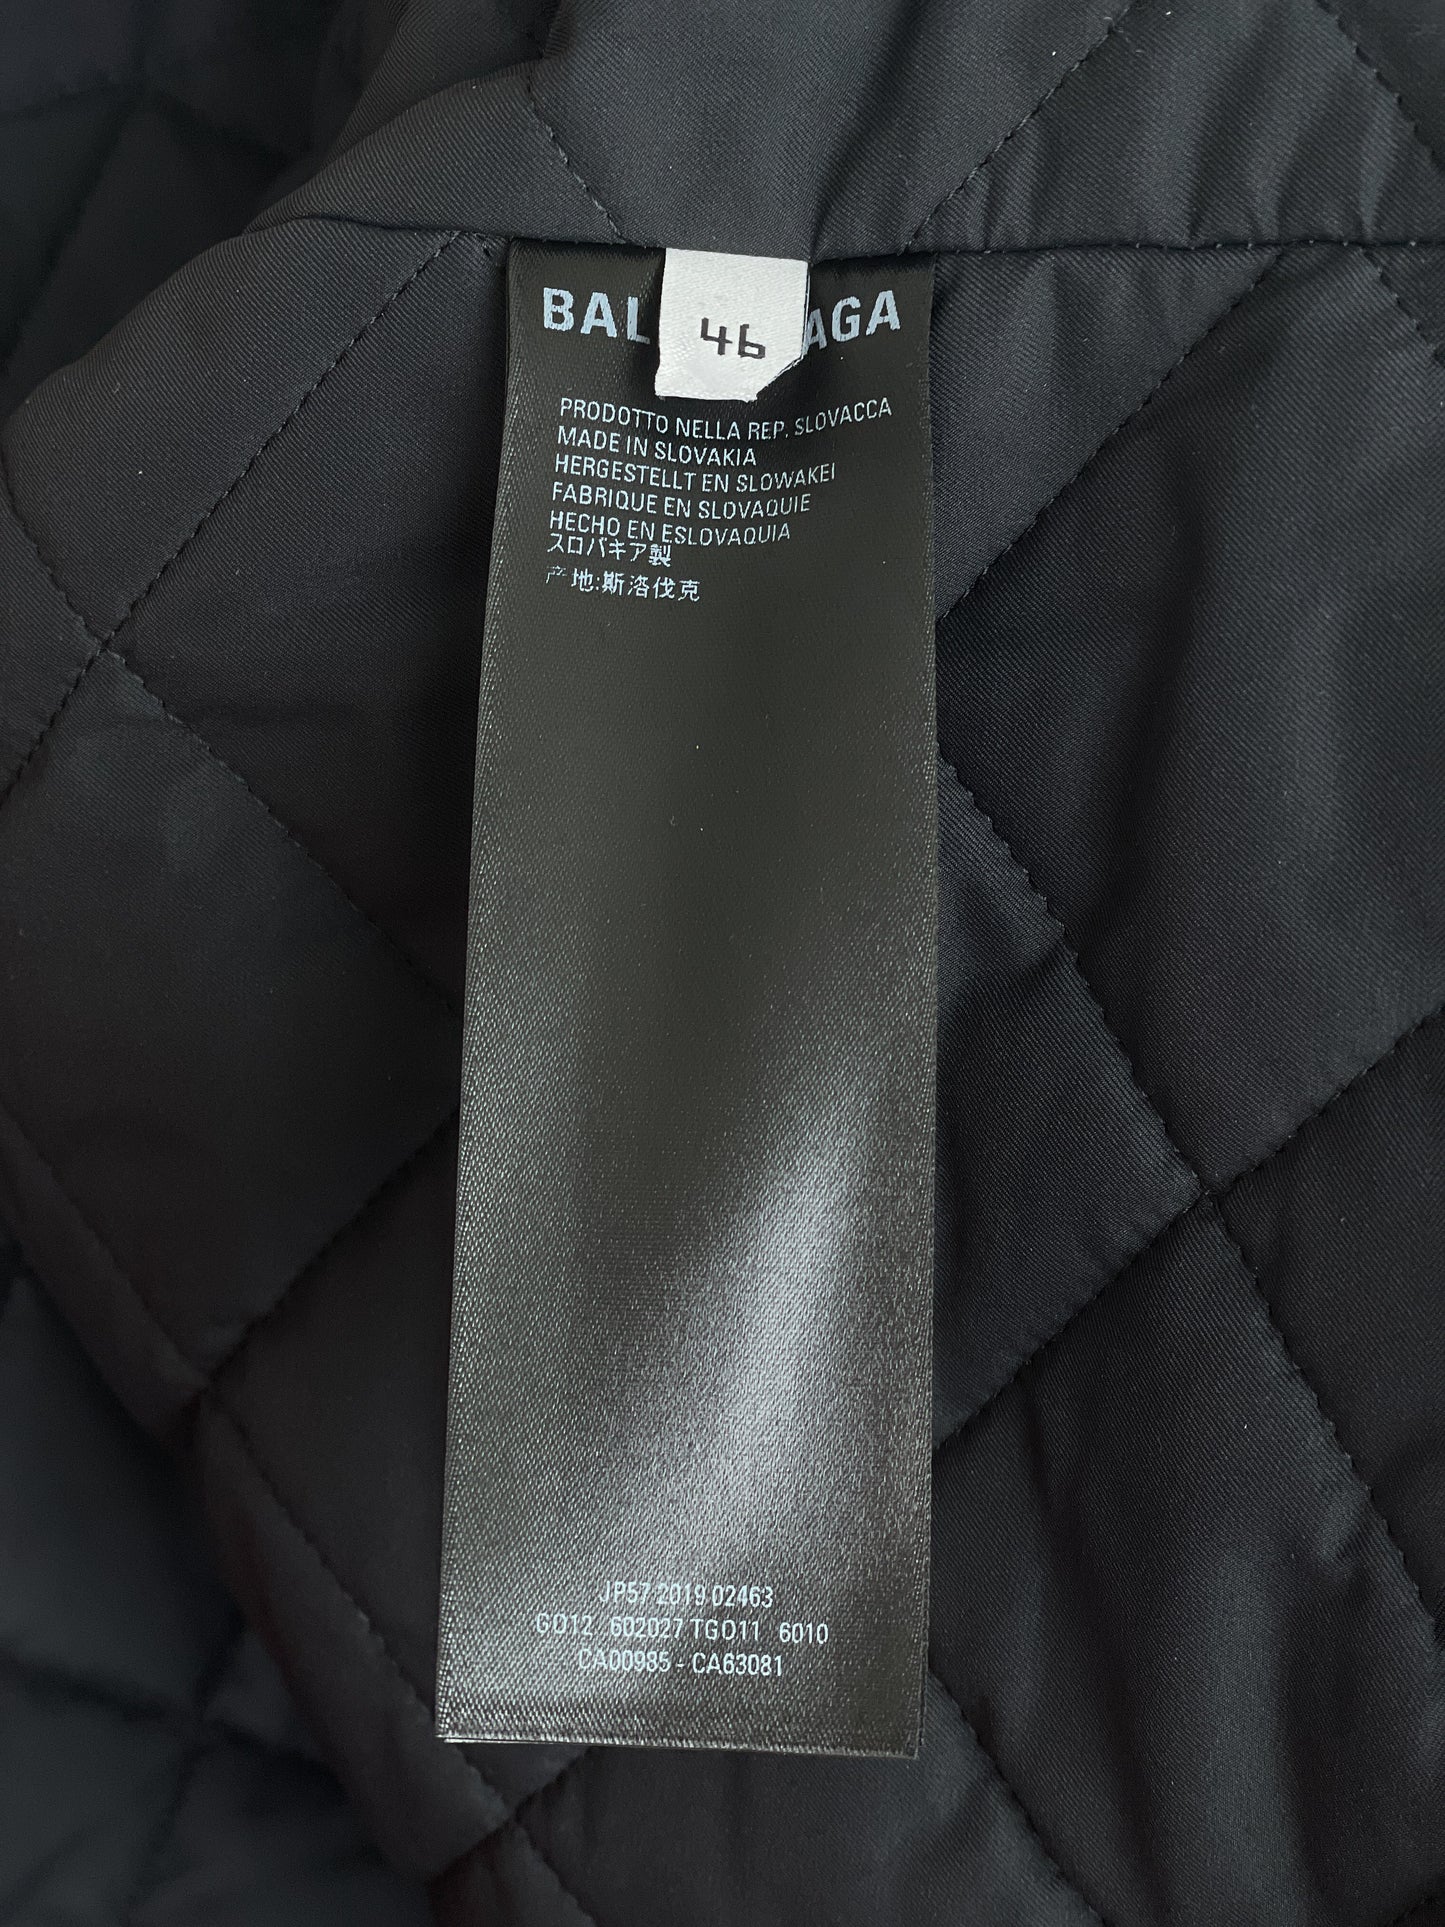 BAL AGA
46
PRODOTTO NELLA REP. SLOVACCA
MADE IN SLOVAKIA
HERGESTELLT EN SLOWAKEI
FABRIQUE EN SLOVAQUIE
HECHO EN ESLOVAQUIA
スロバキア製
产地:斯洛伐克
JP57 2019 02463
GO12 602027 TGO11 6010
CA00985 - CA63081